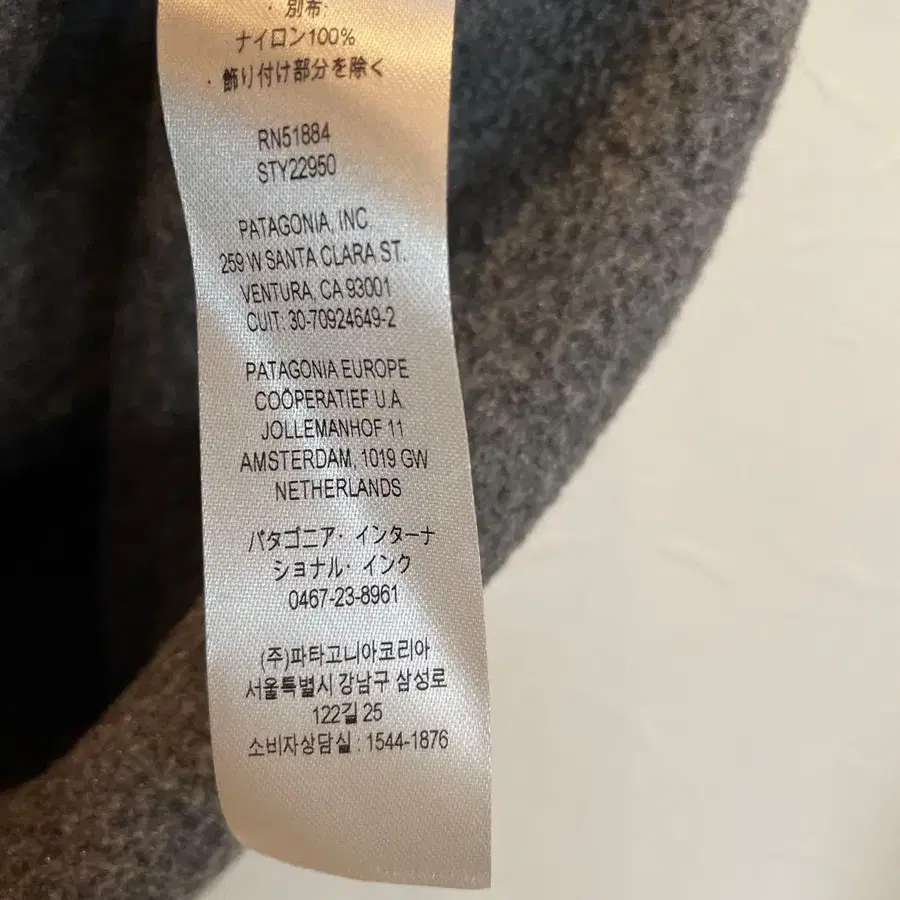 ・別布・
ナイロン100%
・飾り付け部分を除く
RN51884
STY22950
PATAGONIA, INC
259 W SANTA CLARA ST.
VENTURA, CA 93001
CUIT: 30-70924649-2
PATAGONIA EUROPE
COÖPERATIEF U.A
JOLLEMANHOF 11
AMSTERDAM, 1019 GW
NETHERLANDS
パタゴニア・インターナ
ショナル・インク
0467-23-8961
(주)파타고니아코리아
서울특별시 강남구 삼성로
122길 25
소비자상담실 : 1544-1876